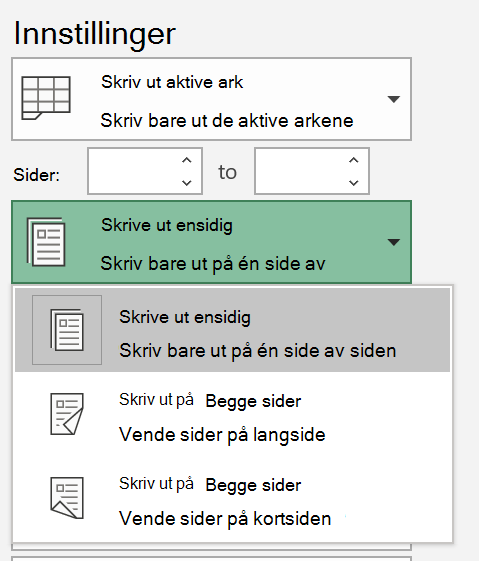 Innstillinger
Skriv ut aktive ark
Skriv bare ut de aktive arkene
Sider: to
Skrive ut ensidig
Skriv bare ut på én side av
Skrive ut ensidig
Skriv bare ut på én side av siden
Skriv ut på Begge sider
Vende sider på langside
Skriv ut på Begge sider
Vende sider på kortsiden